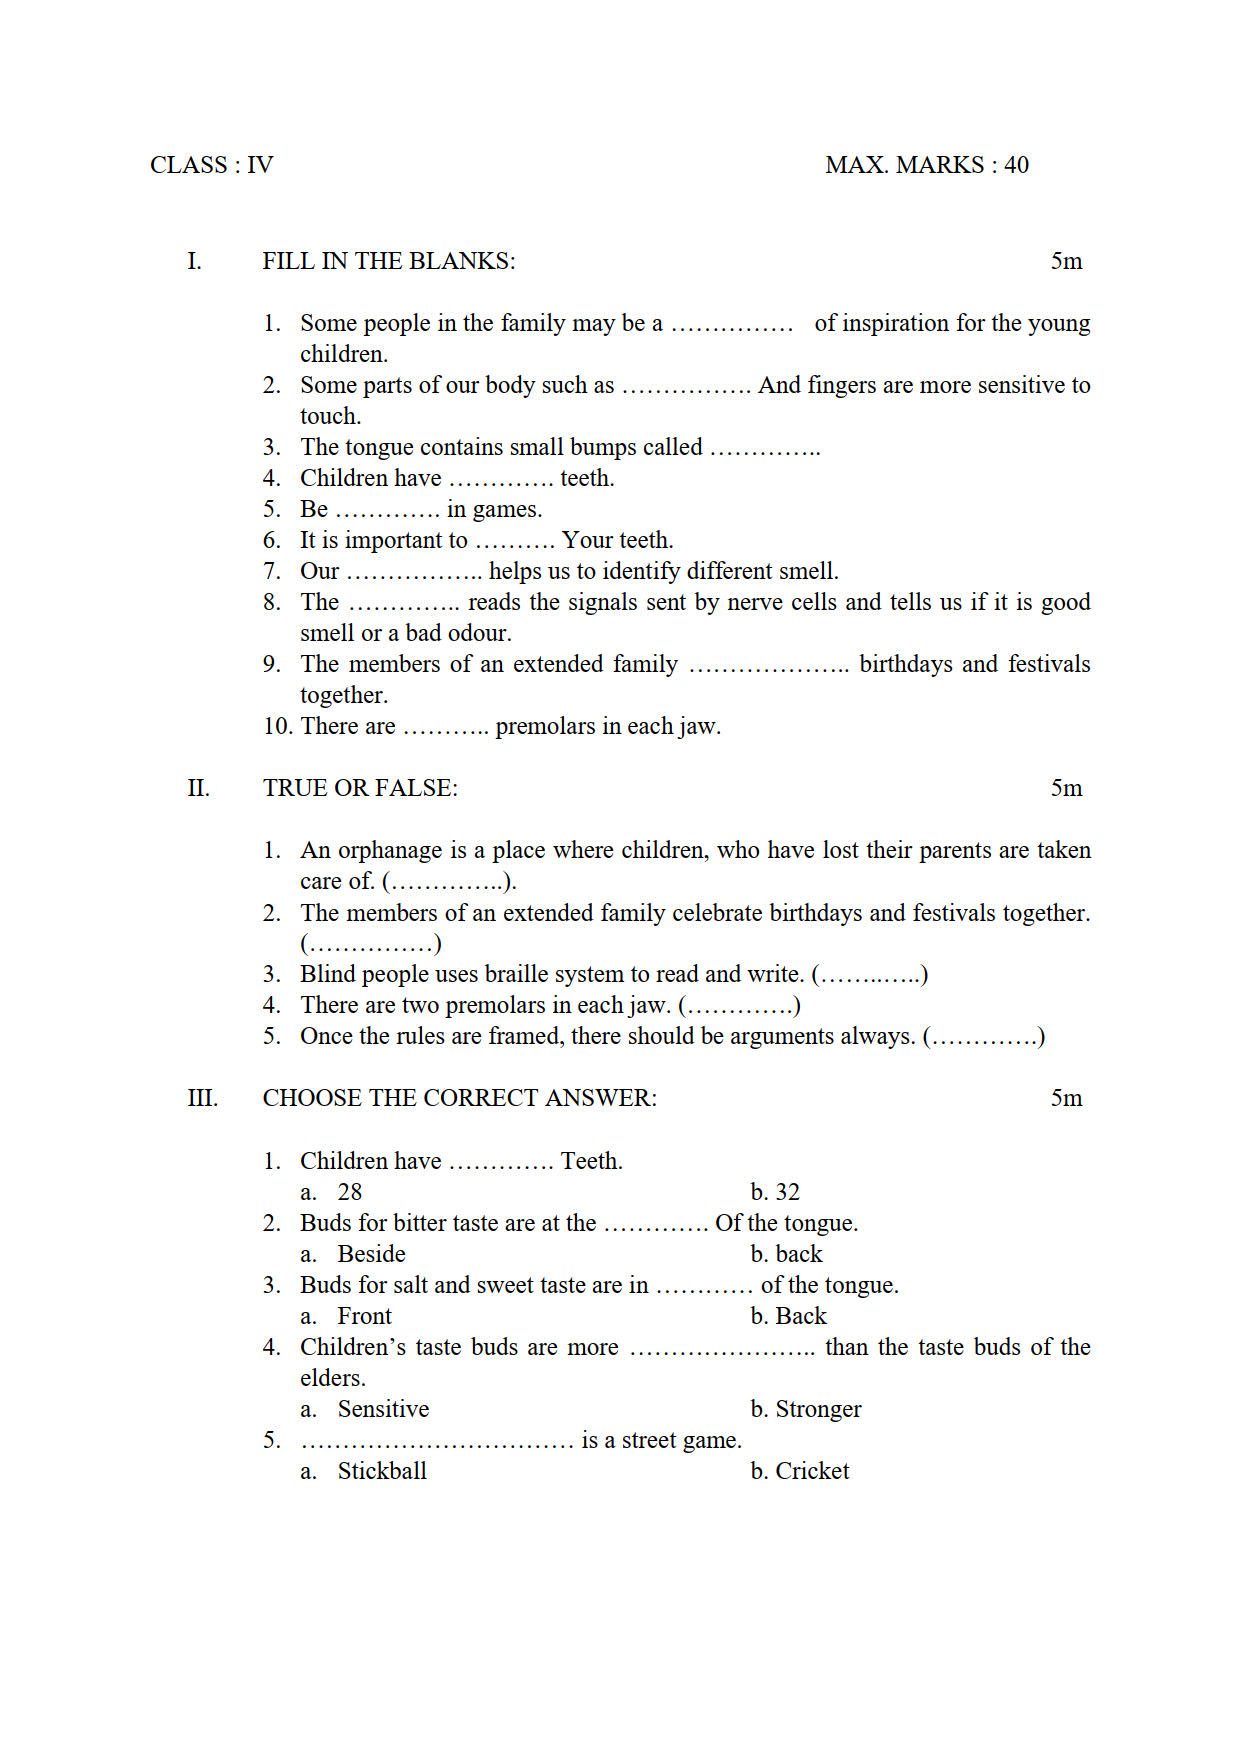 CLASS : IV MAX. MARKS : 40
I. FILL IN THE BLANKS: 5m
1. Some people in the family may be a …………… of inspiration for the young
children.
2. Some parts of our body such as ……………. And fingers are more sensitive to
touch.
3. The tongue contains small bumps called …………..
4. Children have …………. teeth.
5. Be …………. in games.
6. It is important to ………. Your teeth.
7. Our …………….. helps us to identify different smell.
8. The ………….. reads the signals sent by nerve cells and tells us if it is good
smell or a bad odour.
9. The members of an extended family ……………….. birthdays and festivals
together.
10. There are ……….. premolars in each jaw.
II. TRUE OR FALSE: 5m
1. An orphanage is a place where children, who have lost their parents are taken
care of. (…………..).
2. The members of an extended family celebrate birthdays and festivals together.
(……………)
3. Blind people uses braille system to read and write. (……..…..)
4. There are two premolars in each jaw. (………….)
5. Once the rules are framed, there should be arguments always. (………….)
III. CHOOSE THE CORRECT ANSWER: 5m
1. Children have …………. Teeth.
a. 28 b. 32
2. Buds for bitter taste are at the …………. Of the tongue.
a. Beside b. back
3. Buds for salt and sweet taste are in ………… of the tongue.
a. Front b. Back
4. Children’s taste buds are more ………………….. than the taste buds of the
elders.
a. Sensitive b. Stronger
5. …………………………… is a street game.
a. Stickball b. Cricket